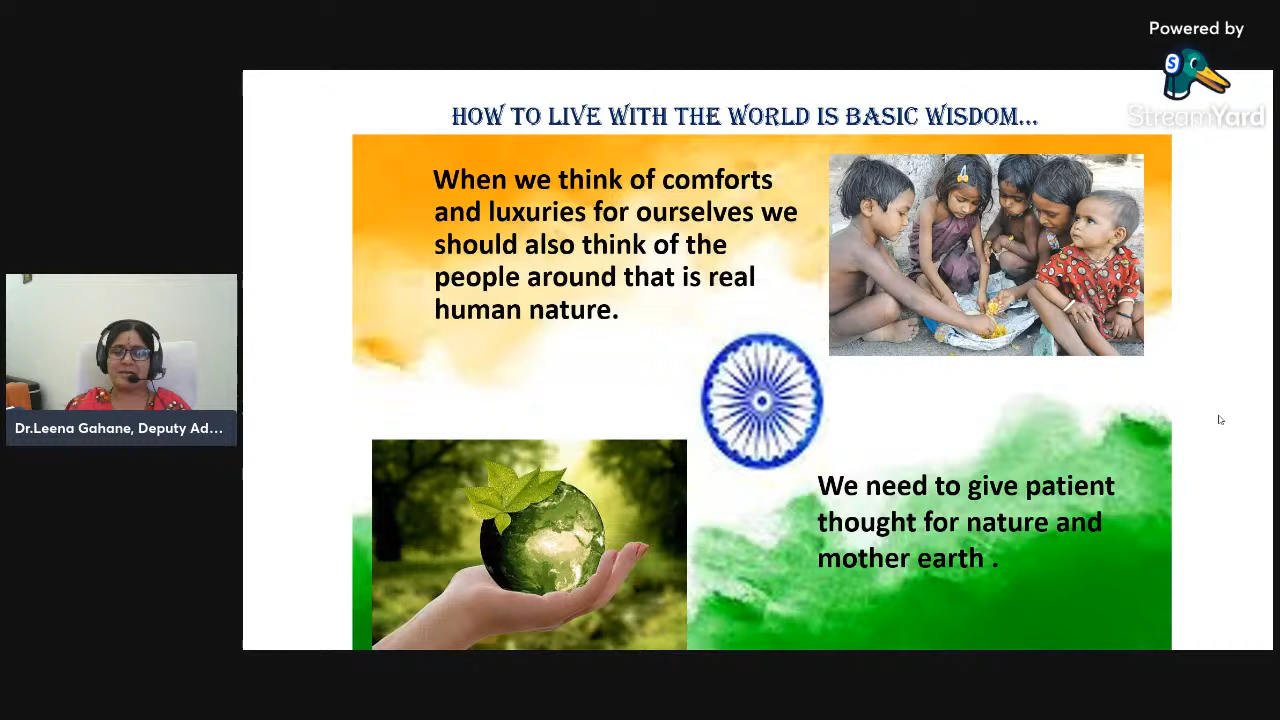 Powered by
S
StreamYard
HOW TO LIVE WITH THE WORLD IS BASIC WISDOM...
When we think of comforts
and luxuries for ourselves we
should also think of the
people around that is real
human nature.
We need to give patient
thought for nature and
mother earth .
Dr.Leena Gahane, Deputy Ad...